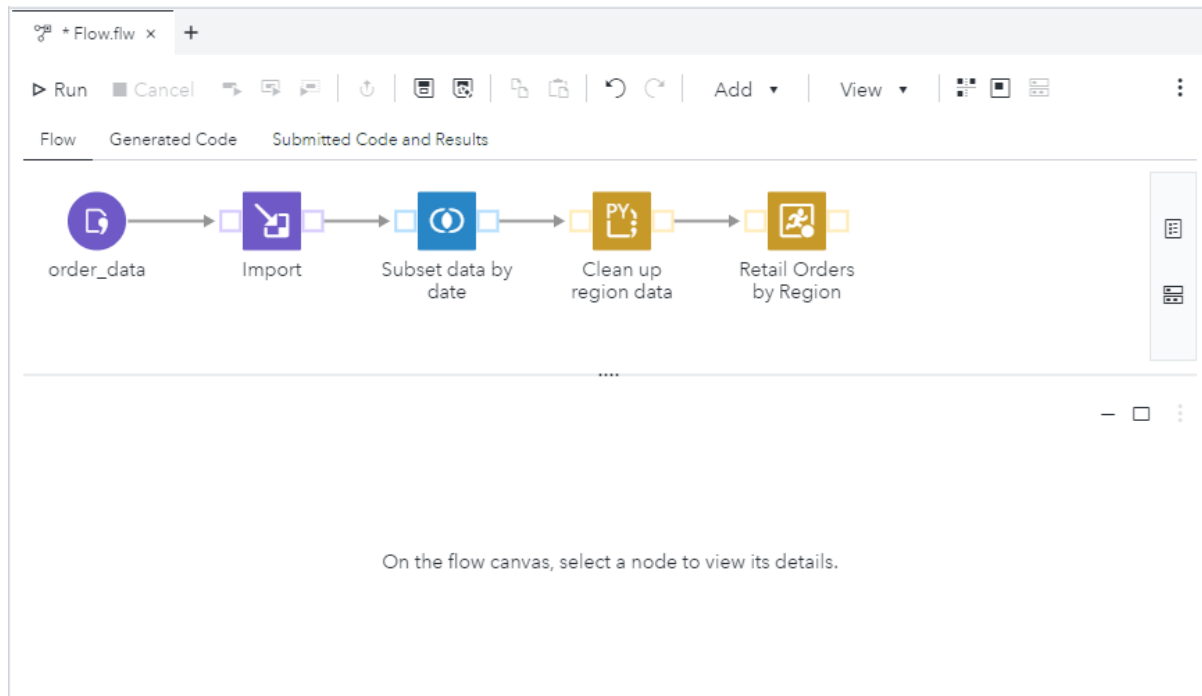 * Flow.flw × +
Run Cancel Add View
Flow Generated Code Submitted Code and Results
PY
order_data Import Subset data by Clean up Retail Orders
date region data by Region
On the flow canvas, select a node to view its details.